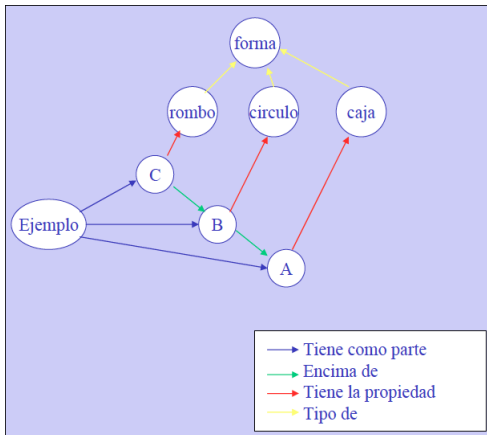 forma
rombo
circulo
caja
C
Ejemplo
B
A
Tiene como parte
Encima de
Tiene la propiedad
Tipo de